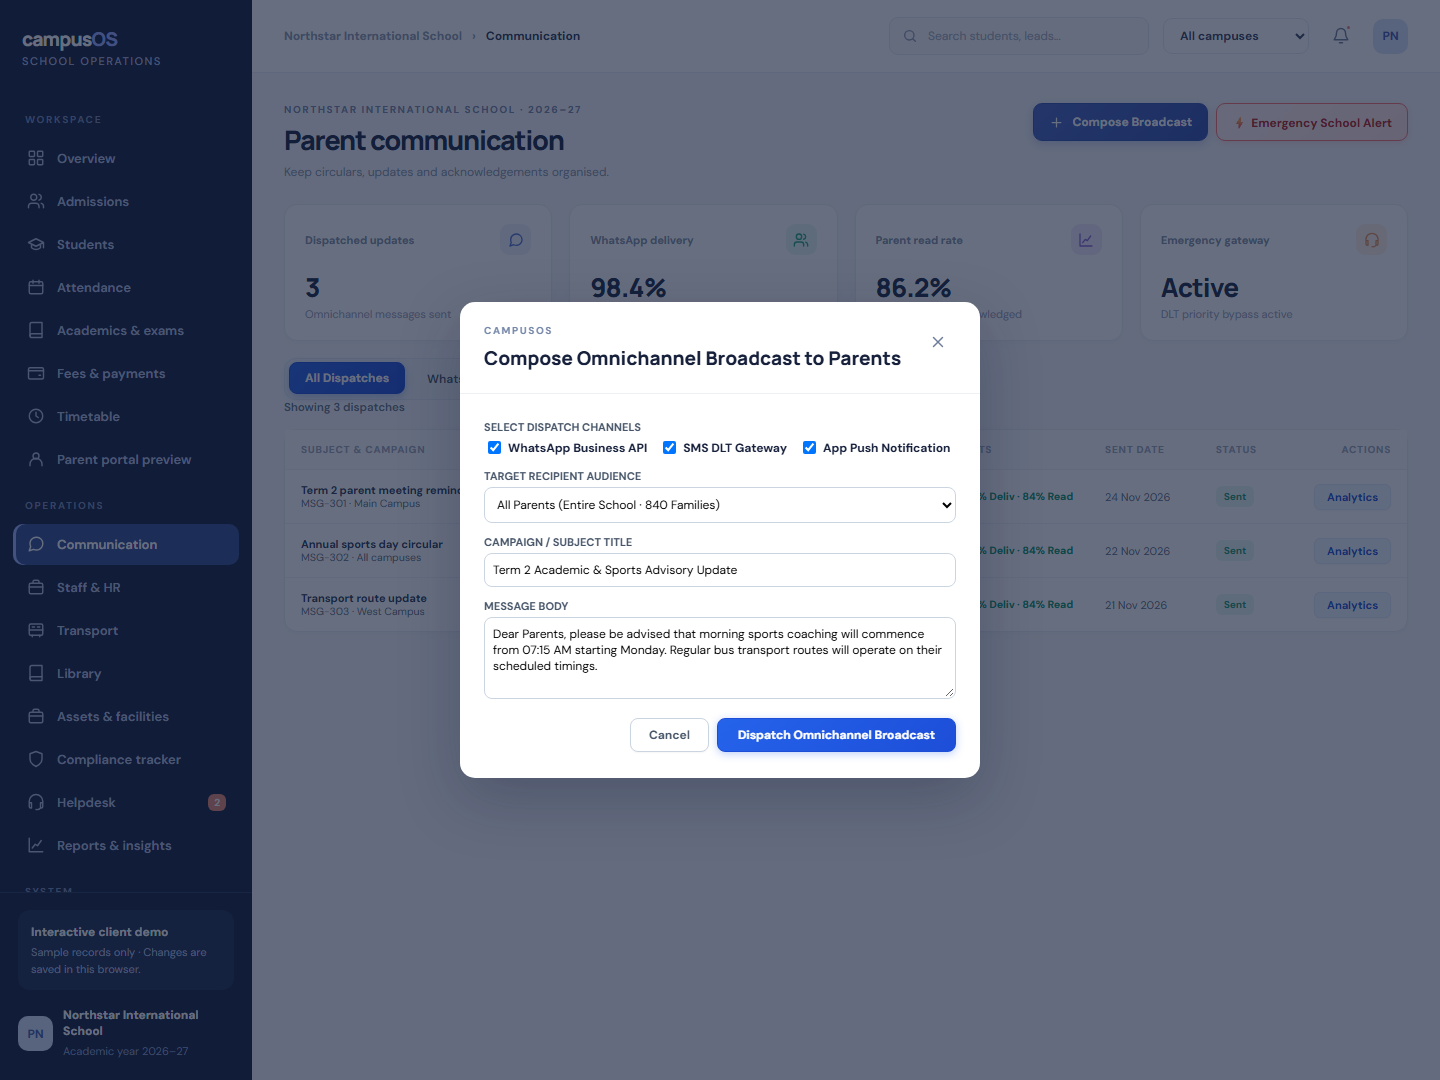 campusOS
SCHOOL OPERATIONS
WORKSPACE
Overview
Admissions
Students
Attendance
Academics & exams
Fees & payments
Timetable
Parent portal preview
OPERATIONS
Communication
Staff & HR
Transport
Library
Assets & facilities
Compliance tracker
Helpdesk 2
Reports & insights
SYSTEM
Interactive client demo
Sample records only · Changes are
saved in this browser.
PN
Northstar International
School
Academic year 2026–27
Northstar International School › Communication
Search students, leads...
All campuses
PN
NORTHSTAR INTERNATIONAL SCHOOL · 2026–27
Parent communication
Keep circulars, updates and acknowledgements organised.
Compose Broadcast
Emergency School Alert
Dispatched updates
3
Omnichannel messages sent
WhatsApp delivery
98.4%
Parent read rate
86.2%
Emergency gateway
Active
DLT priority bypass active
All Dispatches
Showing 3 dispatches
SUBJECT & CAMPAIGN SENT DATE STATUS ACTIONS
Term 2 parent meeting
MSG-301 · Main Campus
% Deliv · 84% Read 24 Nov 2026 Sent Analytics
Annual sports day circular
MSG-302 · All campuses
% Deliv · 84% Read 22 Nov 2026 Sent Analytics
Transport route update
MSG-303 · West Campus
% Deliv · 84% Read 21 Nov 2026 Sent Analytics
CAMPUSOS
Compose Omnichannel Broadcast to Parents
SELECT DISPATCH CHANNELS
WhatsApp Business API SMS DLT Gateway App Push Notification
TARGET RECIPIENT AUDIENCE
All Parents (Entire School · 840 Families)
CAMPAIGN / SUBJECT TITLE
Term 2 Academic & Sports Advisory Update
MESSAGE BODY
Dear Parents, please be advised that morning sports coaching will commence
from 07:15 AM starting Monday. Regular bus transport routes will operate on their
scheduled timings.
Cancel
Dispatch Omnichannel Broadcast